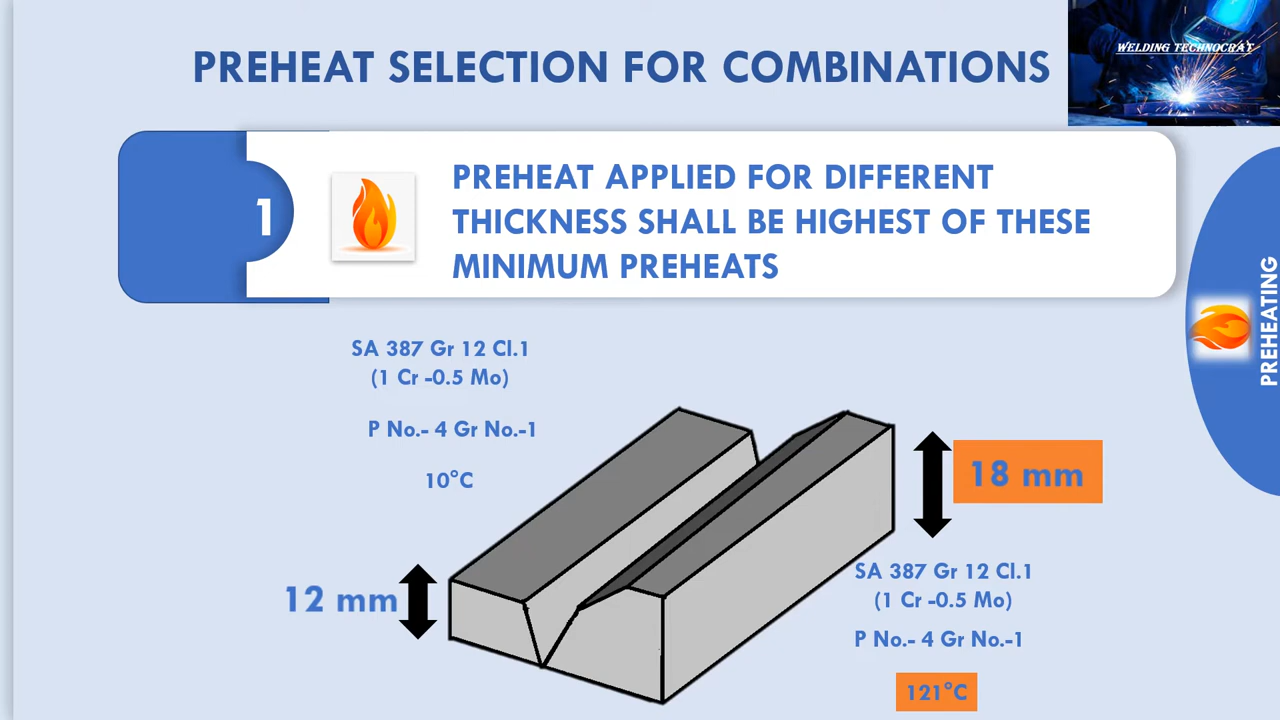 PREHEAT SELECTION FOR COMBINATIONS
WELDING TECHNOCRAT
1
PREHEAT APPLIED FOR DIFFERENT
THICKNESS SHALL BE HIGHEST OF THESE
MINIMUM PREHEATS
PREHEATING
SA 387 Gr 12 Cl.1
(1 Cr -0.5 Mo)
P No.- 4 Gr No.-1
10°C
12 mm
18 mm
SA 387 Gr 12 Cl.1
(1 Cr -0.5 Mo)
P No.- 4 Gr No.-1
121°C